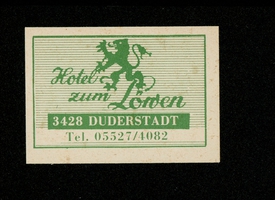 Hotel
zum Löwen
3428 DUDERSTADT
Tel. 05527/4082